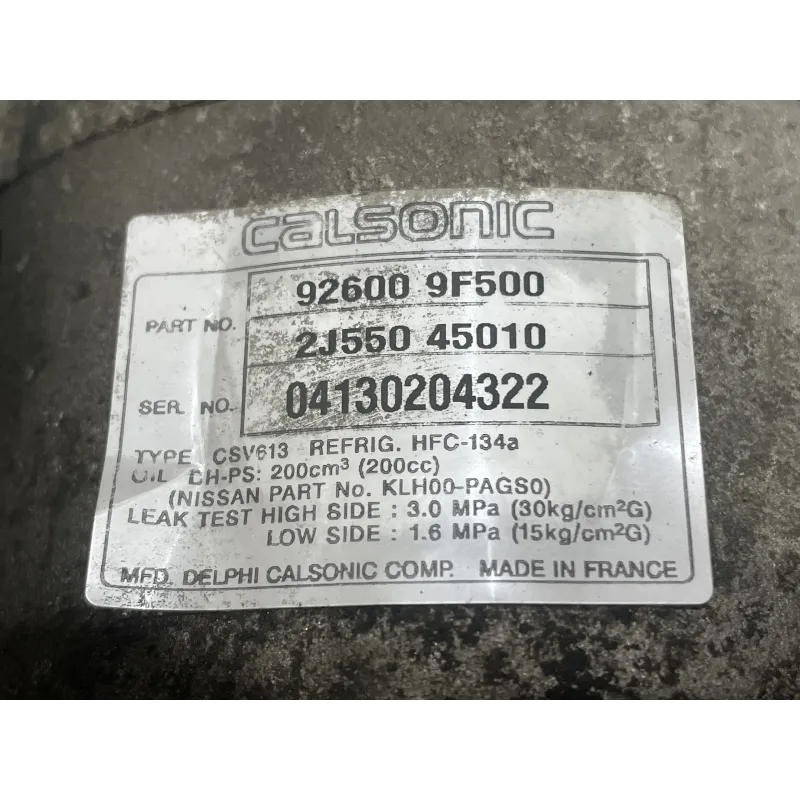 CALSONIC
PART NO. 92600 9F500
2J550 45010
SER. NO. 04130204322
TYPE CSV613 REFRIG. HFC-134a
OIL DH-PS: 200cm³ (200cc)
(NISSAN PART No. KLH00-PAGS0)
LEAK TEST HIGH SIDE : 3.0 MPa (30kg/cm²G)
LOW SIDE : 1.6 MPa (15kg/cm²G)
MFD. DELPHI CALSONIC COMP. MADE IN FRANCE